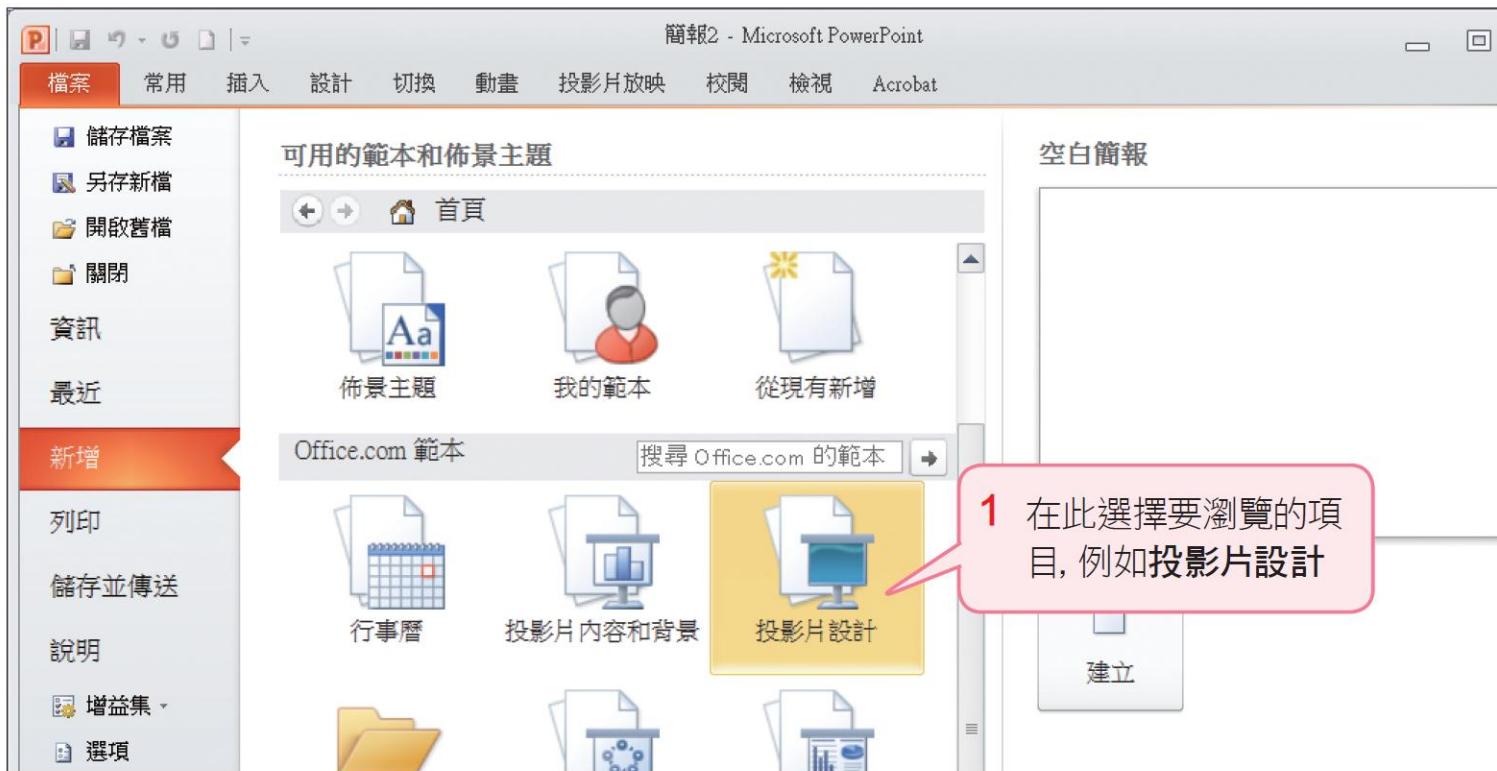 簡報2 - Microsoft PowerPoint
檔案 常用 插入 設計 切換 動畫 投影片放映 校閱 檢視 Acrobat
儲存檔案
另存新檔
開啟舊檔
關閉
資訊
最近
新增
列印
儲存並傳送
說明
增益集
選項
可用的範本和佈景主題
首頁
佈景主題 我的範本 從現有新增
Office.com 範本 搜尋 Office.com 的範本
行事曆 投影片內容和背景 投影片設計
空白簡報
1 在此選擇要瀏覽的項
目, 例如投影片設計
建立